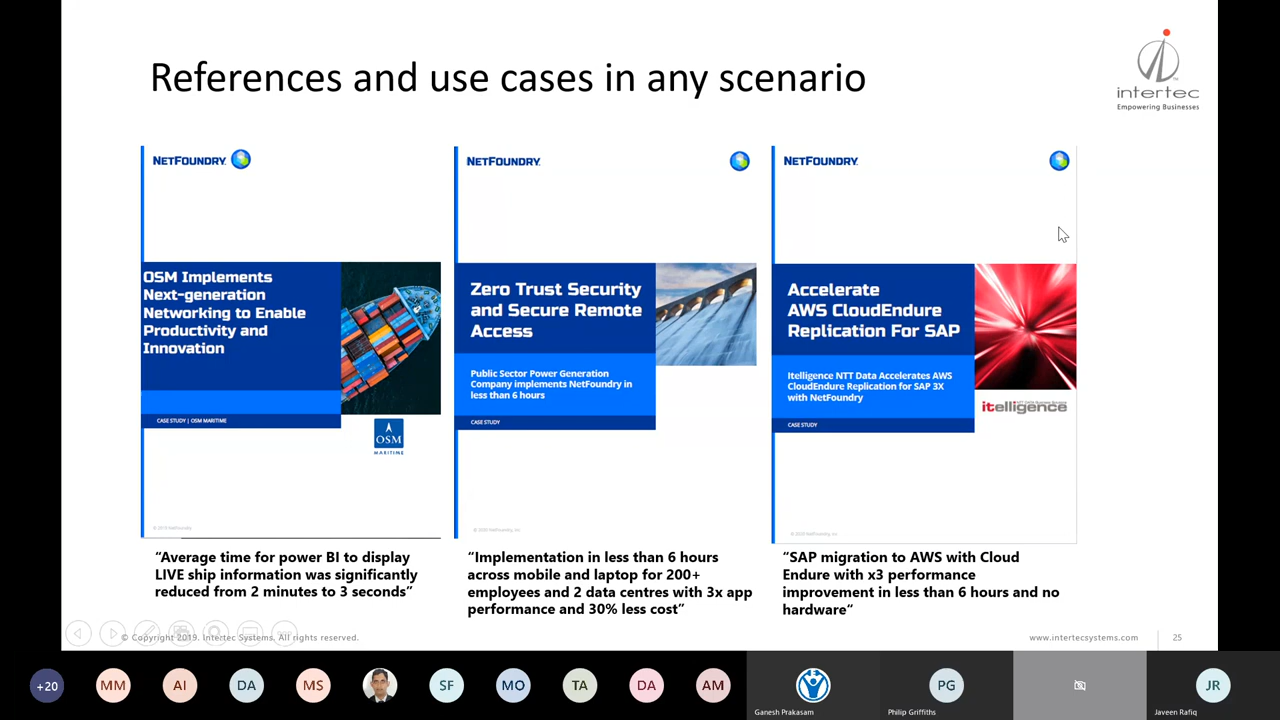 References and use cases in any scenario
intertec
Empowering Businesses
NETFOUNDRY
OSM Implements
Next-generation
Networking to Enable
Productivity and
Innovation
CASE STUDY | OSM MARITIME
OSM
MARITIME
© 2019 NetFoundry
NETFOUNDRY
Zero Trust Security
and Secure Remote
Access
Public Sector Power Generation
Company implements NetFoundry in
less than 6 hours
CASE STUDY
© 2020 NetFoundry, Inc
NETFOUNDRY
Accelerate
AWS CloudEndure
Replication For SAP
Itelligence NTT Data Accelerates AWS
CloudEndure Replication for SAP 3X
with NetFoundry
CASE STUDY
itelligence
© 2020 NetFoundry, Inc
“Average time for power BI to display
LIVE ship information was significantly
reduced from 2 minutes to 3 seconds”
“Implementation in less than 6 hours
across mobile and laptop for 200+
employees and 2 data centres with 3x app
performance and 30% less cost”
“SAP migration to AWS with Cloud
Endure with x3 performance
improvement in less than 6 hours and no
hardware“
© Copyright 2019. Intertec Systems. All rights reserved.
www.intertecsystems.com
25
+20
MM
AI
DA
MS
SF
MO
TA
DA
AM
Ganesh Prakasam
PG
Philip Griffiths
JR
Javeen Rafiq